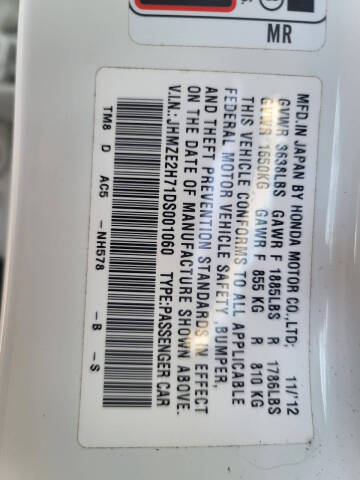 MR
MFD.IN JAPAN BY HONDA MOTOR CO.,LTD; 11/'12
GVWR 3638LBS GAWR F 1885LBS R 1786LBS
GVWR 1650KG GAWR F 855 KG R 810 KG
THIS VEHICLE CONFORMS TO ALL APPLICABLE
FEDERAL MOTOR VEHICLE SAFETY ,BUMPER,
AND THEFT PREVENTION STANDARDS IN EFFECT
ON THE DATE OF MANUFACTURE SHOWN ABOVE.
V.I.N.:JHMZE2H71DS001060 TYPE:PASSENGER CAR
TM8 D AC5 -NH578 -B -S